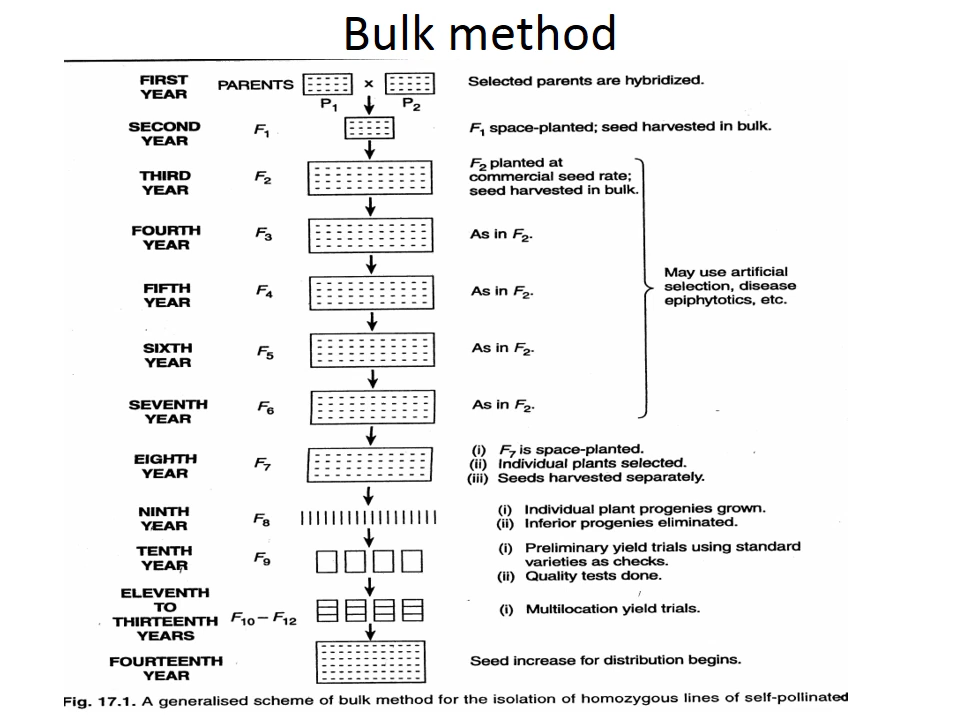 Bulk method
FIRST
YEAR
PARENTS
×
P1
P2
Selected parents are hybridized.
SECOND
YEAR
F1
F1 space-planted; seed harvested in bulk.
THIRD
YEAR
F2
F2 planted at
commercial seed rate;
seed harvested in bulk.
FOURTH
YEAR
F3
As in F2.
FIFTH
YEAR
F4
As in F2.
May use artificial
selection, disease
epiphytotics, etc.
SIXTH
YEAR
F5
As in F2.
SEVENTH
YEAR
F6
As in F2.
EIGHTH
YEAR
F7
(i) F7 is space-planted.
(ii) Individual plants selected.
(iii) Seeds harvested separately.
NINTH
YEAR
F8
(i) Individual plant progenies grown.
(ii) Inferior progenies eliminated.
TENTH
YEAR
F9
(i) Preliminary yield trials using standard
varieties as checks.
(ii) Quality tests done.
ELEVENTH
TO
THIRTEENTH
YEARS
F10 – F12
(i) Multilocation yield trials.
FOURTEENTH
YEAR
Seed increase for distribution begins.
Fig. 17.1. A generalised scheme of bulk method for the isolation of homozygous lines of self-pollinated